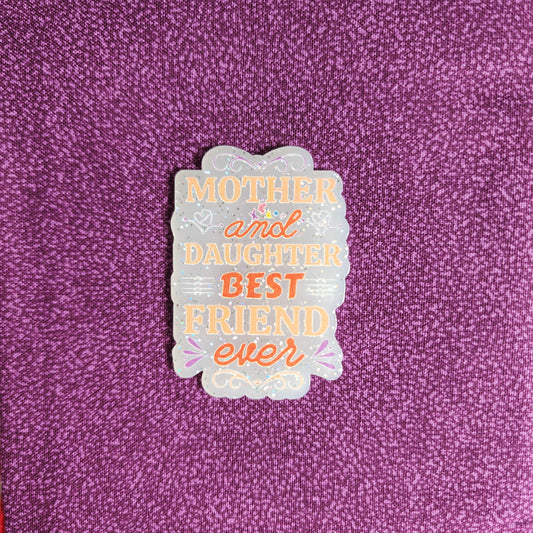 MOTHER
and
DAUGHTER
BEST
FRIEND
ever